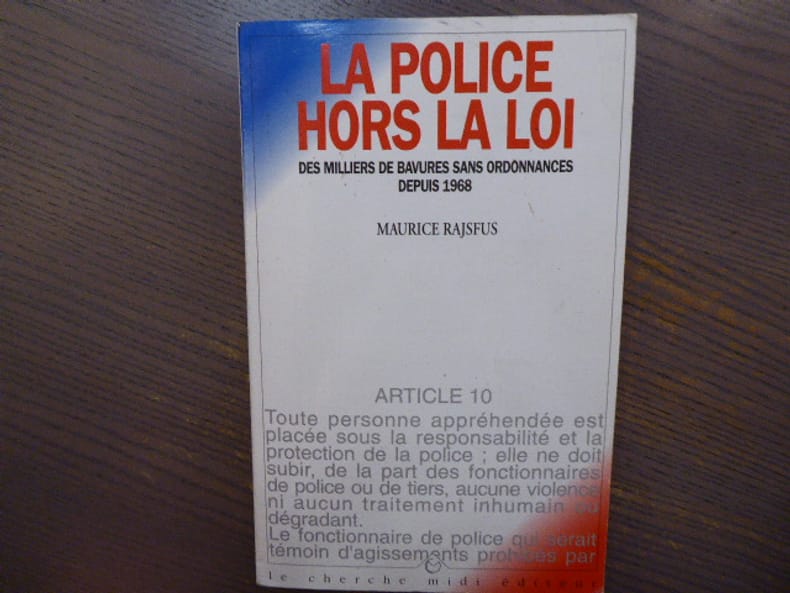 LA POLICE
HORS LA LOI
DES MILLIERS DE BAVURES SANS ORDONNANCES
DEPUIS 1968
MAURICE RAJSFUS
ARTICLE 10
Toute personne appréhendée est
placée sous la responsabilité et la
protection de la police ; elle ne doit
subir, de la part des fonctionnaires
de police ou de tiers, aucune violence
ni aucun traitement inhumain ou
dégradant.
Le fonctionnaire de police qui serait
témoin d'agissements prohibés par
le cherche midi éditeur